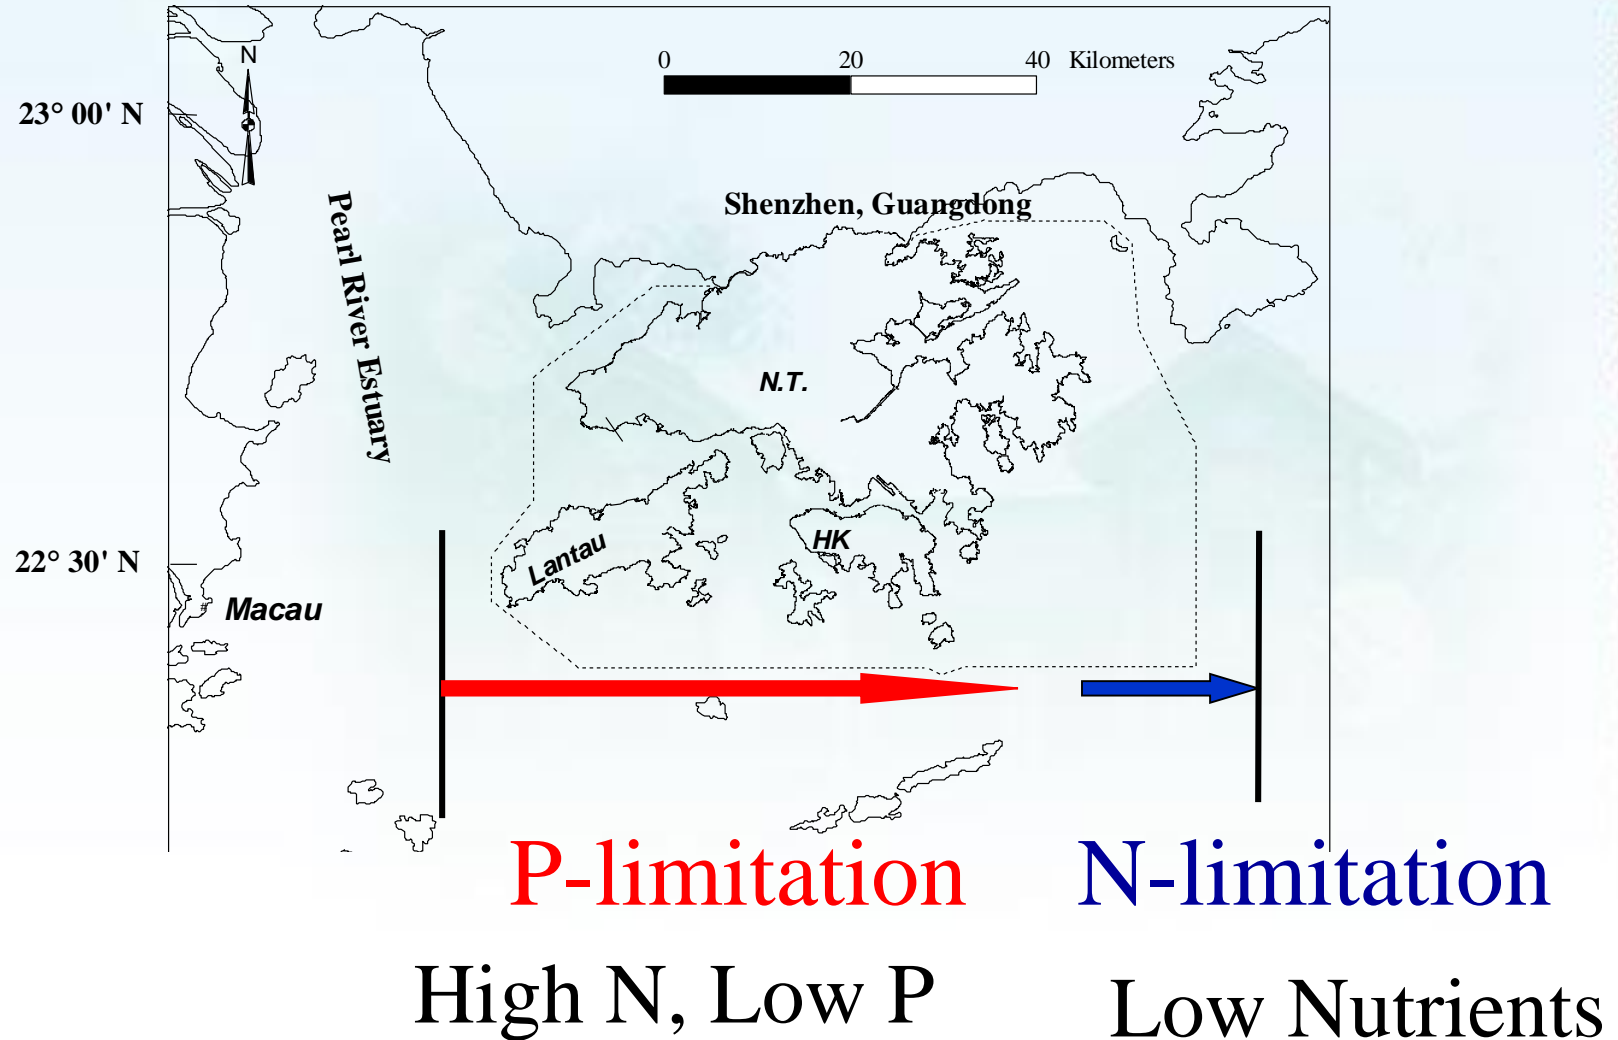 N
0 20 40 Kilometers
23° 00' N
Shenzhen, Guangdong
Pearl River Estuary
N.T.
HK
Lantau
22° 30' N
Macau
P-limitation N-limitation
High N, Low P Low Nutrients